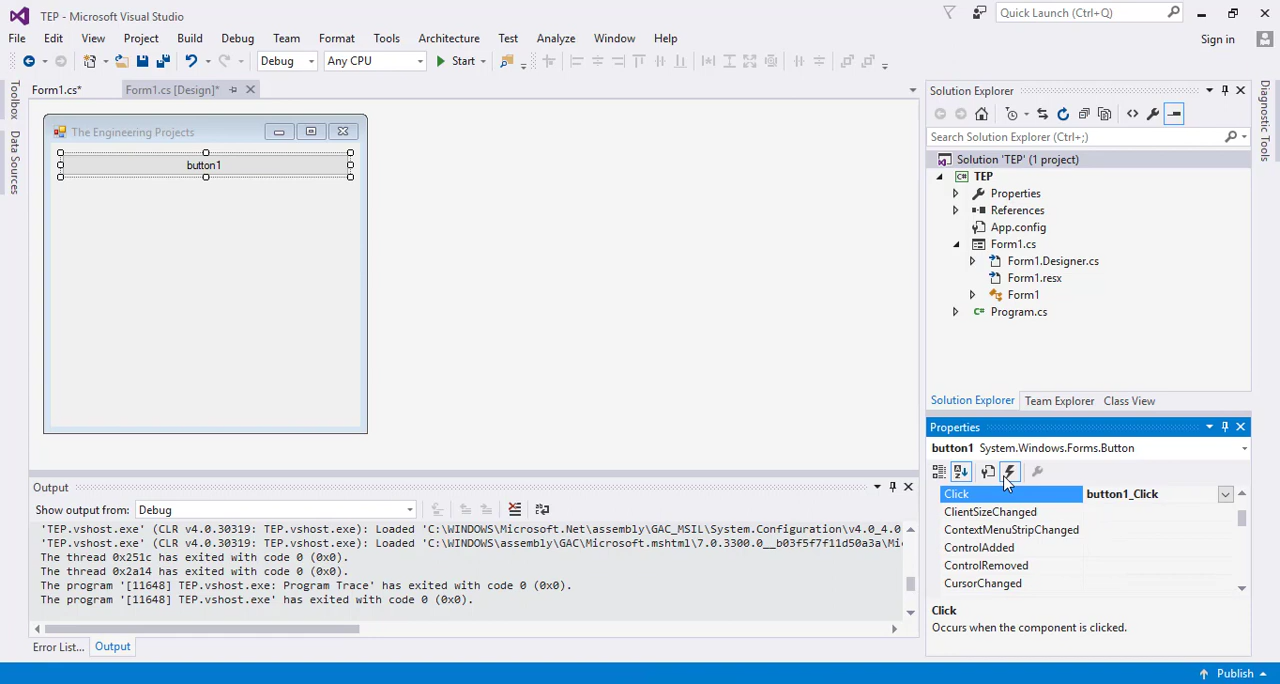 TEP - Microsoft Visual Studio
Quick Launch (Ctrl+Q)
File Edit View Project Build Debug Team Format Tools Architecture Test Analyze Window Help
Sign in
Debug Any CPU Start
Toolbox
Data Sources
Form1.cs* Form1.cs [Design]*
The Engineering Projects
button1
Output
Show output from: Debug
'TEP.vshost.exe' (CLR v4.0.30319: TEP.vshost.exe): Loaded 'C:\WINDOWS\Microsoft.Net\assembly\GAC_MSIL\System.Configuration\v4.0_4.0
'TEP.vshost.exe' (CLR v4.0.30319: TEP.vshost.exe): Loaded 'C:\WINDOWS\assembly\GAC\Microsoft.mshtml\7.0.3300.0__b03f5f7f11d50a3a\Mi
The thread 0x251c has exited with code 0 (0x0).
The thread 0x2a14 has exited with code 0 (0x0).
The program '[11648] TEP.vshost.exe: Program Trace' has exited with code 0 (0x0).
The program '[11648] TEP.vshost.exe' has exited with code 0 (0x0).
Error List... Output
Solution Explorer
Search Solution Explorer (Ctrl+;)
Solution 'TEP' (1 project)
C# TEP
Properties
References
App.config
Form1.cs
Form1.Designer.cs
Form1.resx
Form1
C# Program.cs
Solution Explorer Team Explorer Class View
Properties
button1 System.Windows.Forms.Button
Click button1_Click
ClientSizeChanged
ContextMenuStripChanged
ControlAdded
ControlRemoved
CursorChanged
Click
Occurs when the component is clicked.
Diagnostic Tools
Publish